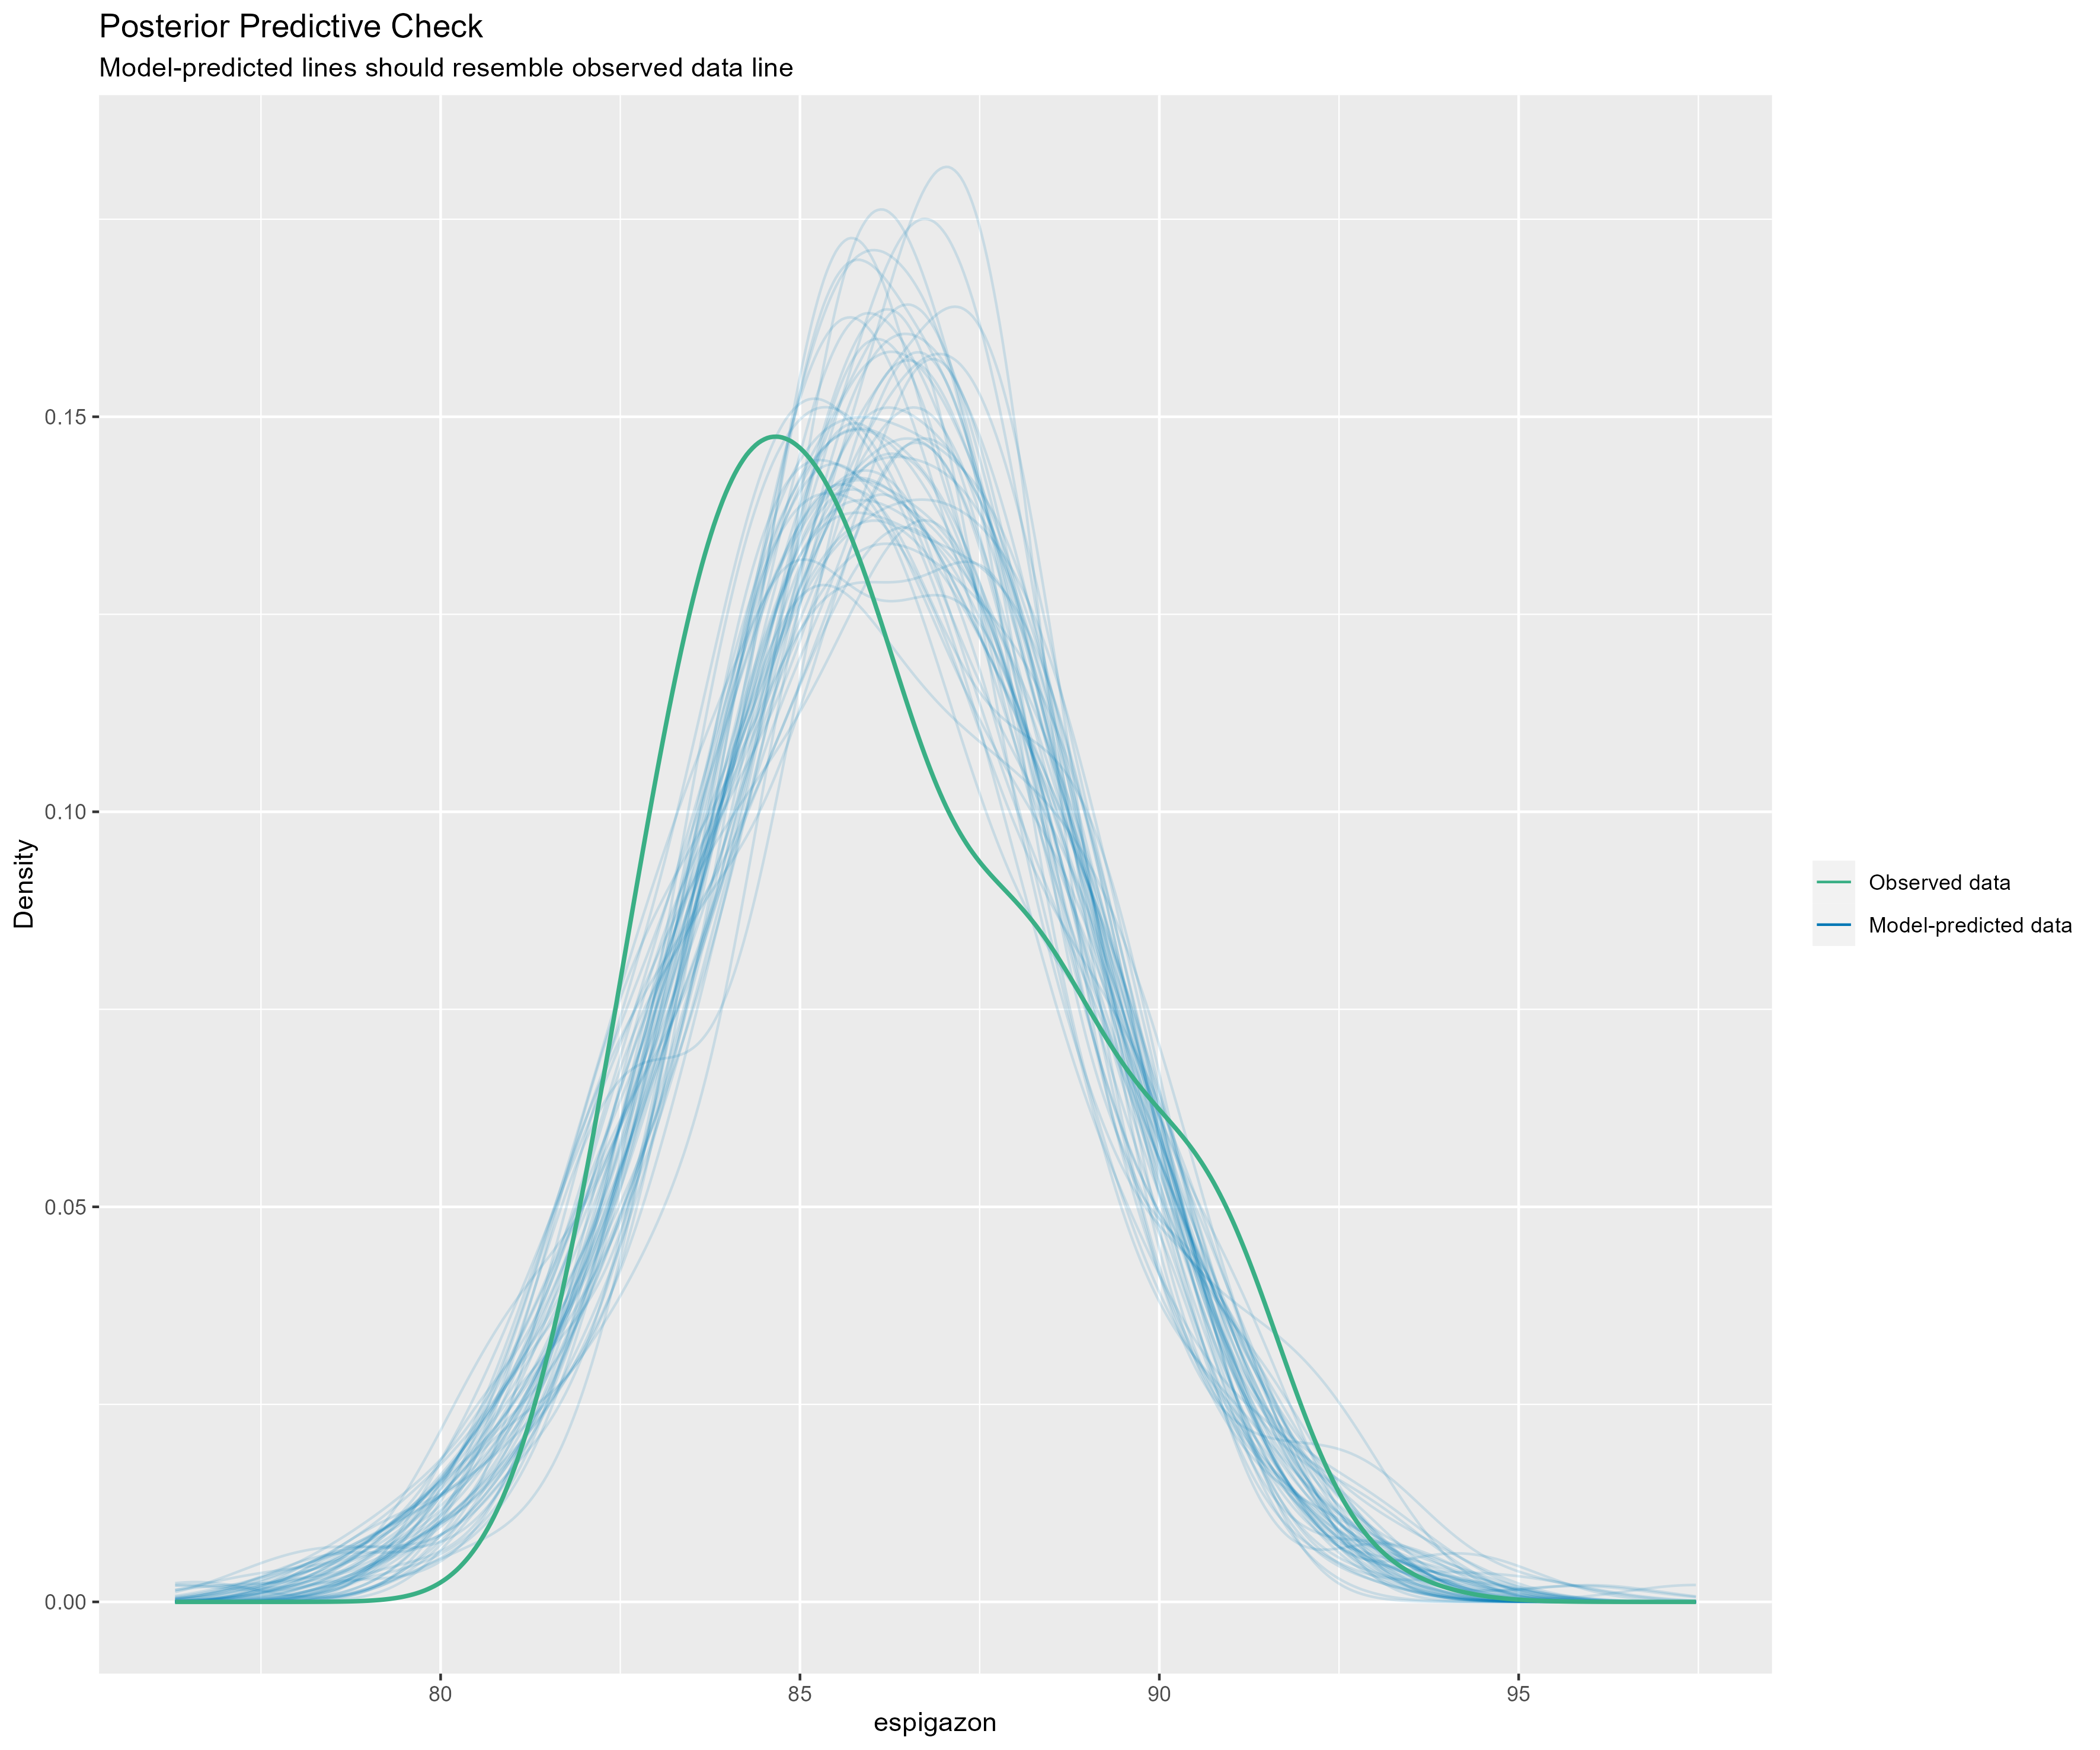 Posterior Predictive Check
Model-predicted lines should resemble observed data line
Density
0.15
0.10
0.05
0.00
80
85
90
95
espigazon
Observed data
Model-predicted data